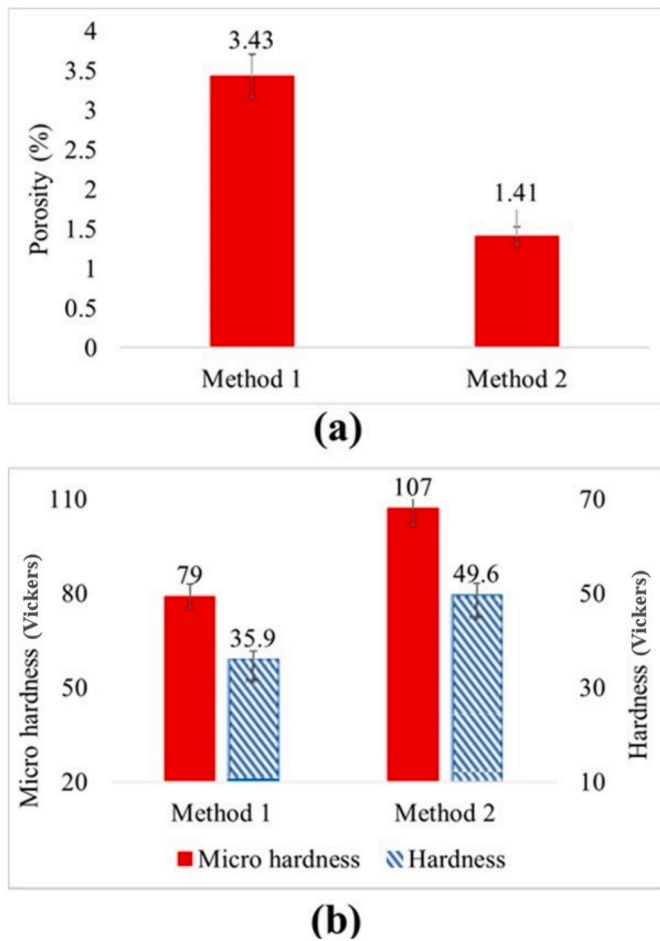 4
3.5
3
2.5
2
1.5
1
0.5
0
Porosity (%)
3.43
1.41
Method 1 Method 2
(a)
110
80
50
20
Micro hardness (Vickers)
79
35.9
107
49.6
70
50
30
10
Hardness (Vickers)
Method 1 Method 2
Micro hardness Hardness
(b)